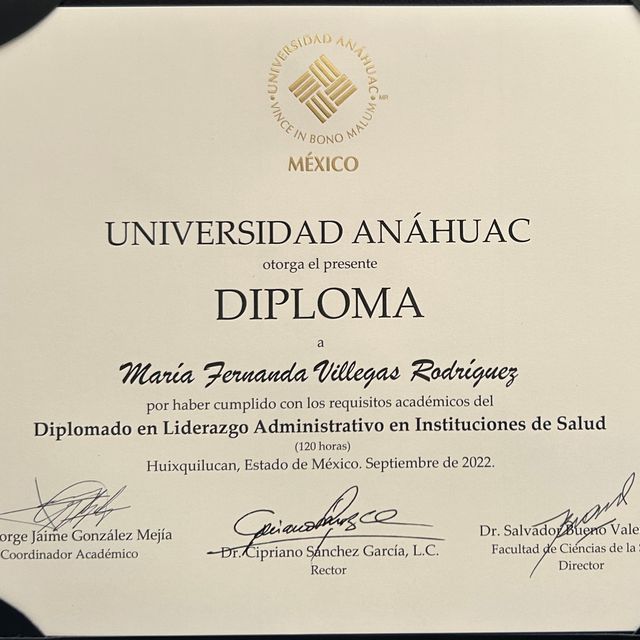 UNIVERSIDAD ANÁHUAC
MR
VINCE IN BONO MALUM
MÉXICO
UNIVERSIDAD ANÁHUAC
otorga el presente
DIPLOMA
a
María Fernanda Villegas Rodríguez
por haber cumplido con los requisitos académicos del
Diplomado en Liderazgo Administrativo en Instituciones de Salud
(120 horas)
Huixquilucan, Estado de México. Septiembre de 2022.
orge Jaime González Mejía
Coordinador Académico
Dr. Cipriano Sánchez García, L.C.
Rector
Dr. Salvador Bueno Vale
Facultad de Ciencias de la S
Director